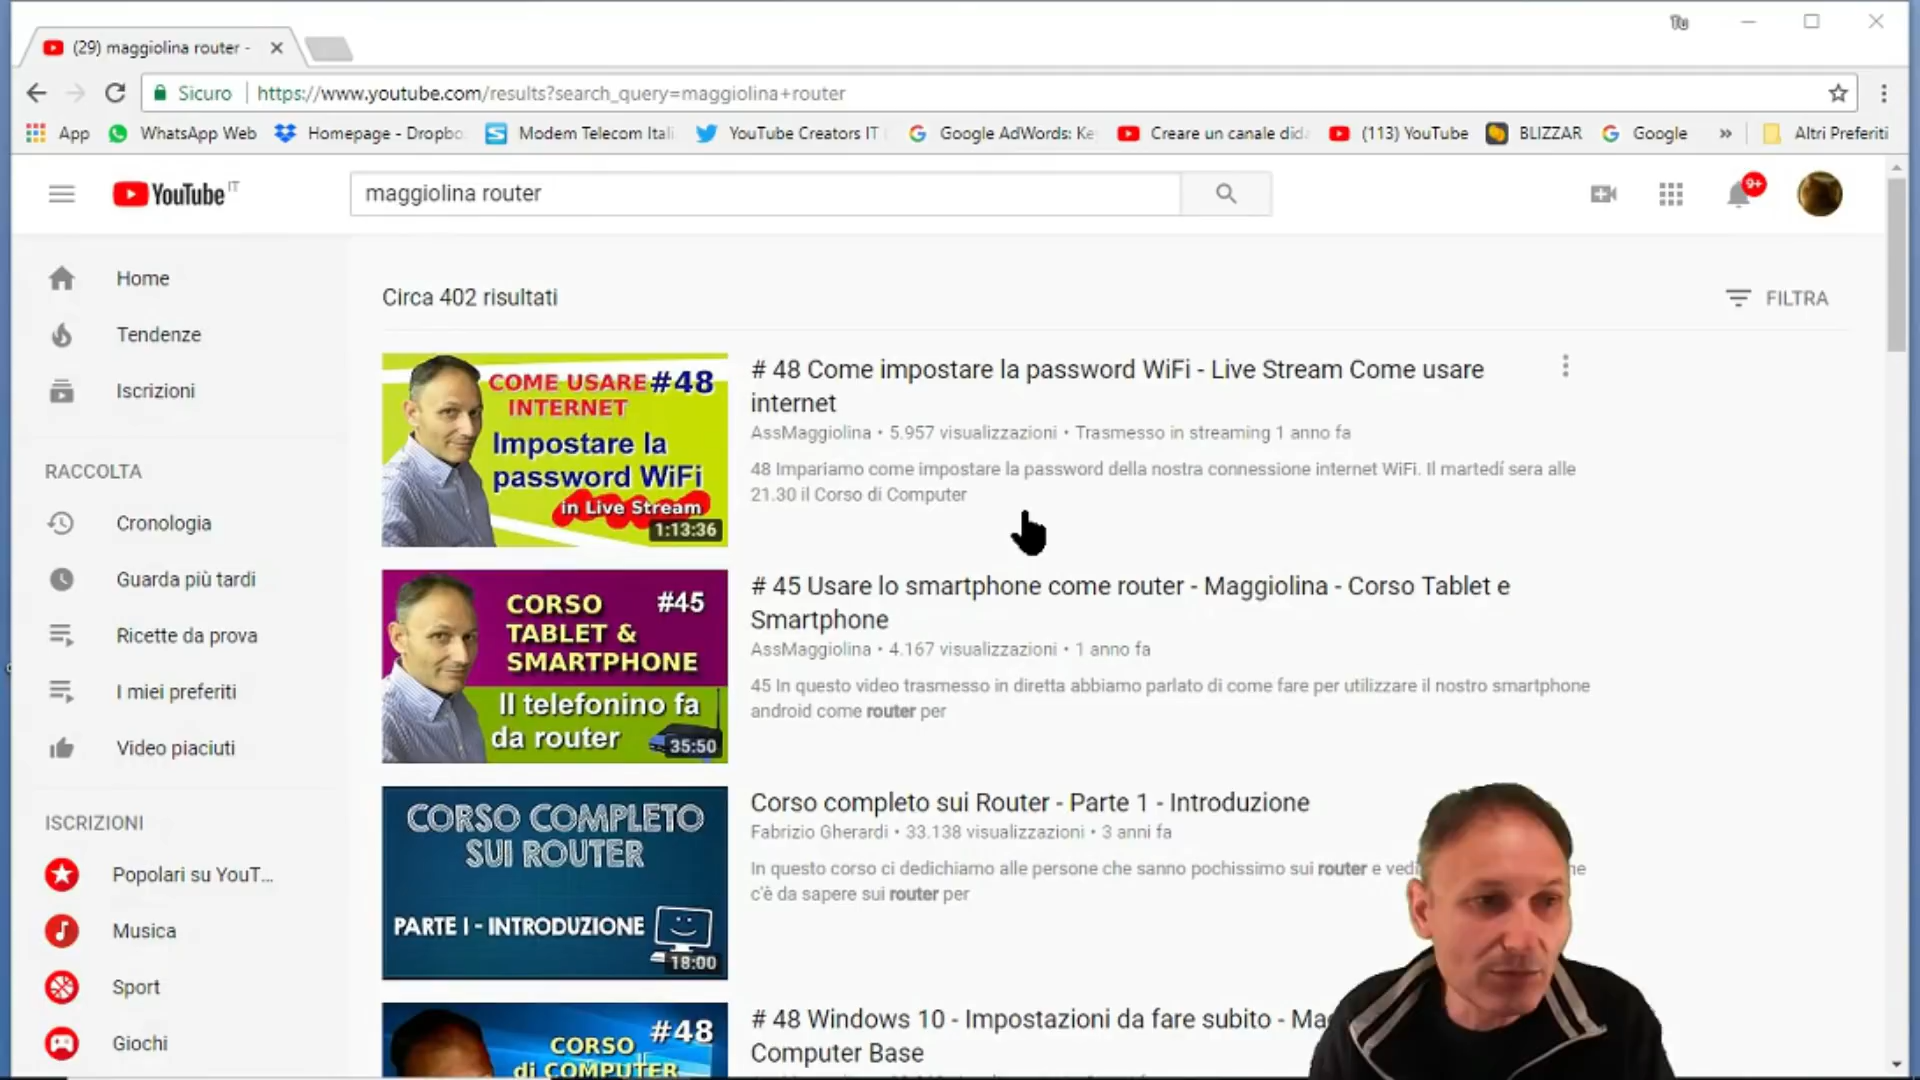 Tu
(29) maggiolina router -
Sicuro https://www.youtube.com/results?search_query=maggiolina+router
App WhatsApp Web Homepage - Dropbo Modem Telecom Itali YouTube Creators IT Google AdWords: Ke Creare un canale did (113) YouTube BLIZZAR Google » Altri Preferiti
YouTube IT maggiolina router 9+
Home
Tendenze
Iscrizioni
RACCOLTA
Cronologia
Guarda più tardi
Ricette da prova
I miei preferiti
Video piaciuti
ISCRIZIONI
Popolari su YouT...
Musica
Sport
Giochi
Circa 402 risultati FILTRA
COME USARE #48
INTERNET
Impostare la
password WiFi
in Live Stream
1:13:36
# 48 Come impostare la password WiFi - Live Stream Come usare
internet
AssMaggiolina • 5.957 visualizzazioni • Trasmesso in streaming 1 anno fa
48 Impariamo come impostare la password della nostra connessione internet WiFi. Il martedí sera alle
21.30 il Corso di Computer
CORSO #45
TABLET &
SMARTPHONE
Il telefonino fa
da router
35:50
# 45 Usare lo smartphone come router - Maggiolina - Corso Tablet e
Smartphone
AssMaggiolina • 4.167 visualizzazioni • 1 anno fa
45 In questo video trasmesso in diretta abbiamo parlato di come fare per utilizzare il nostro smartphone
android come router per
CORSO COMPLETO
SUI ROUTER
PARTE I - INTRODUZIONE
18:00
Corso completo sui Router - Parte 1 - Introduzione
Fabrizio Gherardi • 33.138 visualizzazioni • 3 anni fa
In questo corso ci dedichiamo alle persone che sanno pochissimo sui router e vedi
c'è da sapere sui router per
#48
CORSO
di COMPUTER
# 48 Windows 10 - Impostazioni da fare subito - Ma
Computer Base